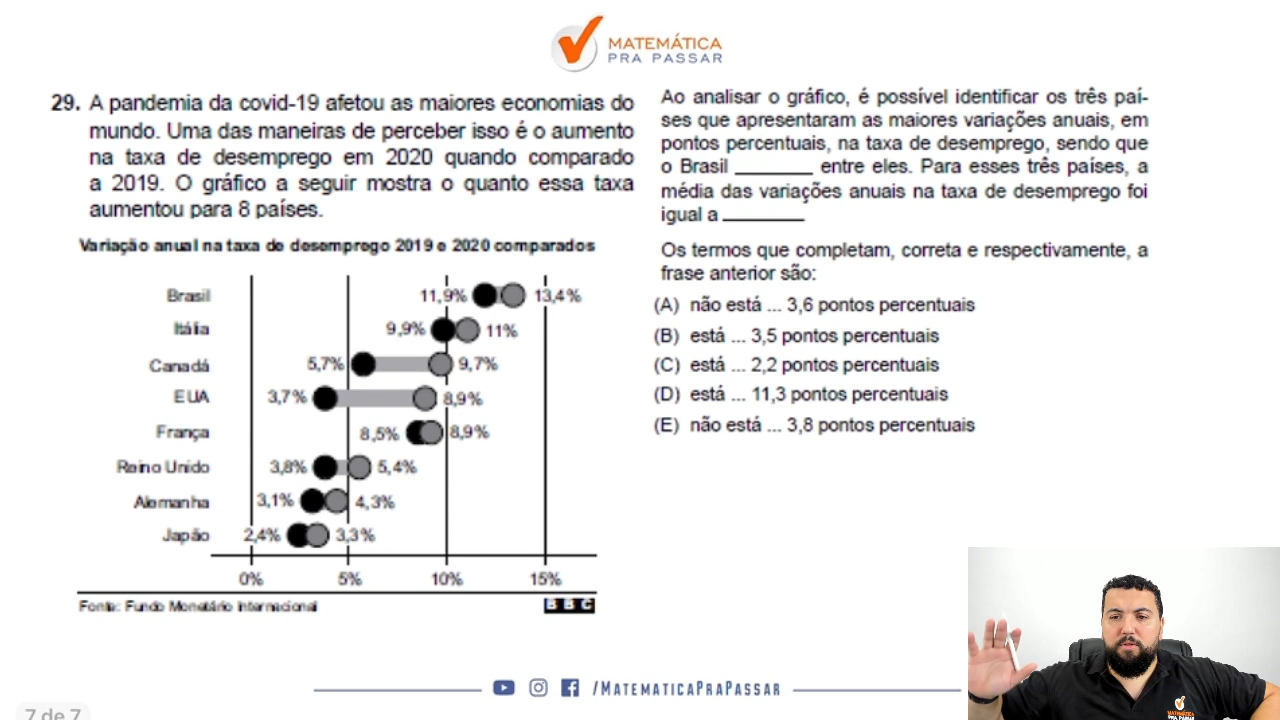 MATEMÁTICA
PRA PASSAR
29. A pandemia da covid-19 afetou as maiores economias do
mundo. Uma das maneiras de perceber isso é o aumento
na taxa de desemprego em 2020 quando comparado
a 2019. O gráfico a seguir mostra o quanto essa taxa
aumentou para 8 países.
Variação anual na taxa de desemprego 2019 e 2020 comparados
Brasil 11,9% 13,4%
Itália 9,9% 11%
Canadá 5,7% 9,7%
EUA 3,7% 8,9%
França 8,5% 8,9%
Reino Unido 3,8% 5,4%
Alemanha 3,1% 4,3%
Japão 2,4% 3,3%
0% 5% 10% 15%
Fonte: Fundo Monetário Internacional BBC
Ao analisar o gráfico, é possível identificar os três paí-
ses que apresentaram as maiores variações anuais, em
pontos percentuais, na taxa de desemprego, sendo que
o Brasil ________ entre eles. Para esses três países, a
média das variações anuais na taxa de desemprego foi
igual a ________
Os termos que completam, correta e respectivamente, a
frase anterior são:
(A) não está ... 3,6 pontos percentuais
(B) está ... 3,5 pontos percentuais
(C) está ... 2,2 pontos percentuais
(D) está ... 11,3 pontos percentuais
(E) não está ... 3,8 pontos percentuais
/MATEMATICAPRAPASSAR
7 de 7
MATEMÁTICA
PRA PASSAR